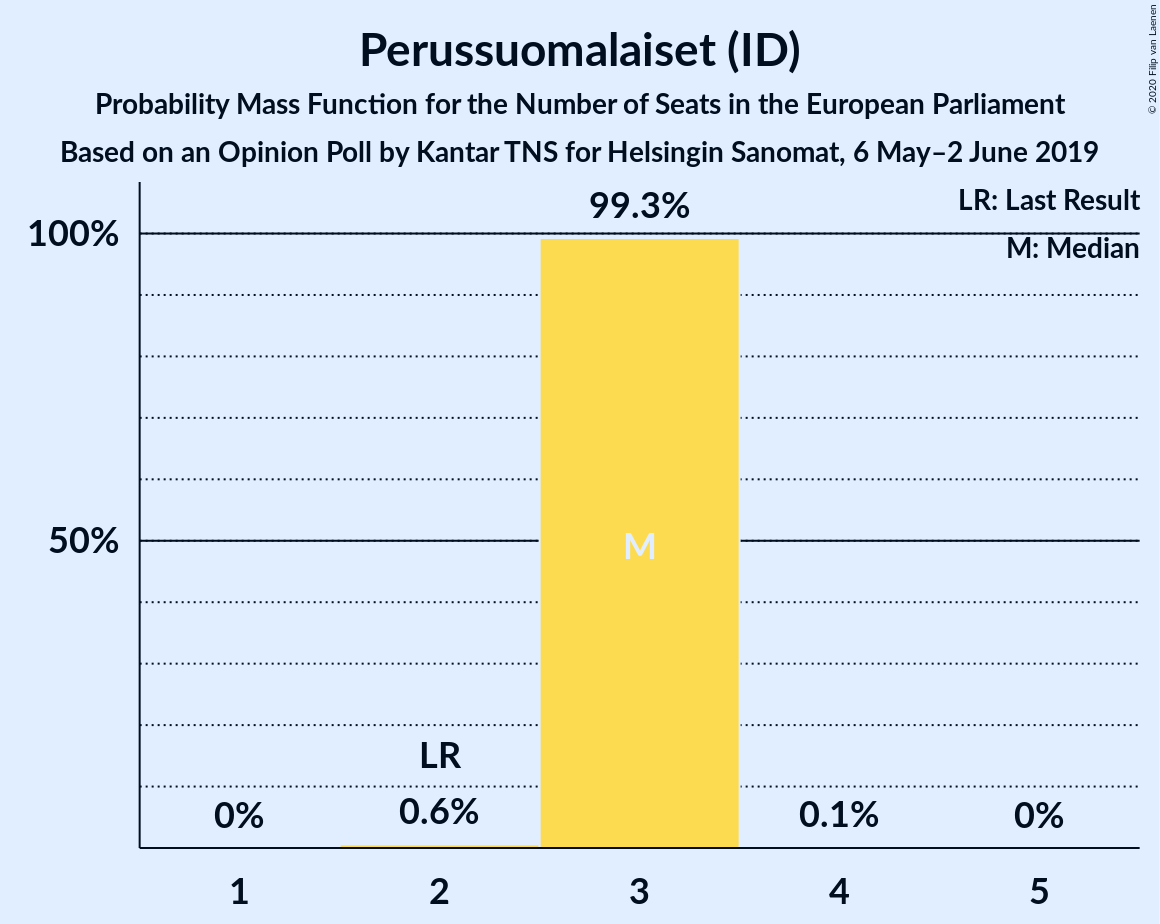 Perussuomalaiset (ID)
Probability Mass Function for the Number of Seats in the European Parliament
Based on an Opinion Poll by Kantar TNS for Helsingin Sanomat, 6 May–2 June 2019
© 2020 Filip van Laenen
LR: Last Result
M: Median
99.3%
100%
50%
M
LR
0%
0.6%
0.1%
0%
1
2
3
4
5